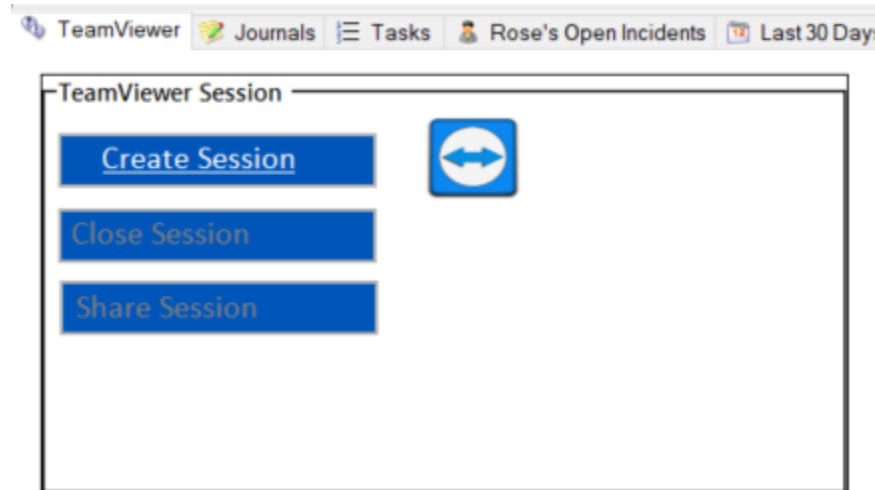 TeamViewer Journals Tasks Rose's Open Incidents Last 30 Days
TeamViewer Session
Create Session
Close Session
Share Session